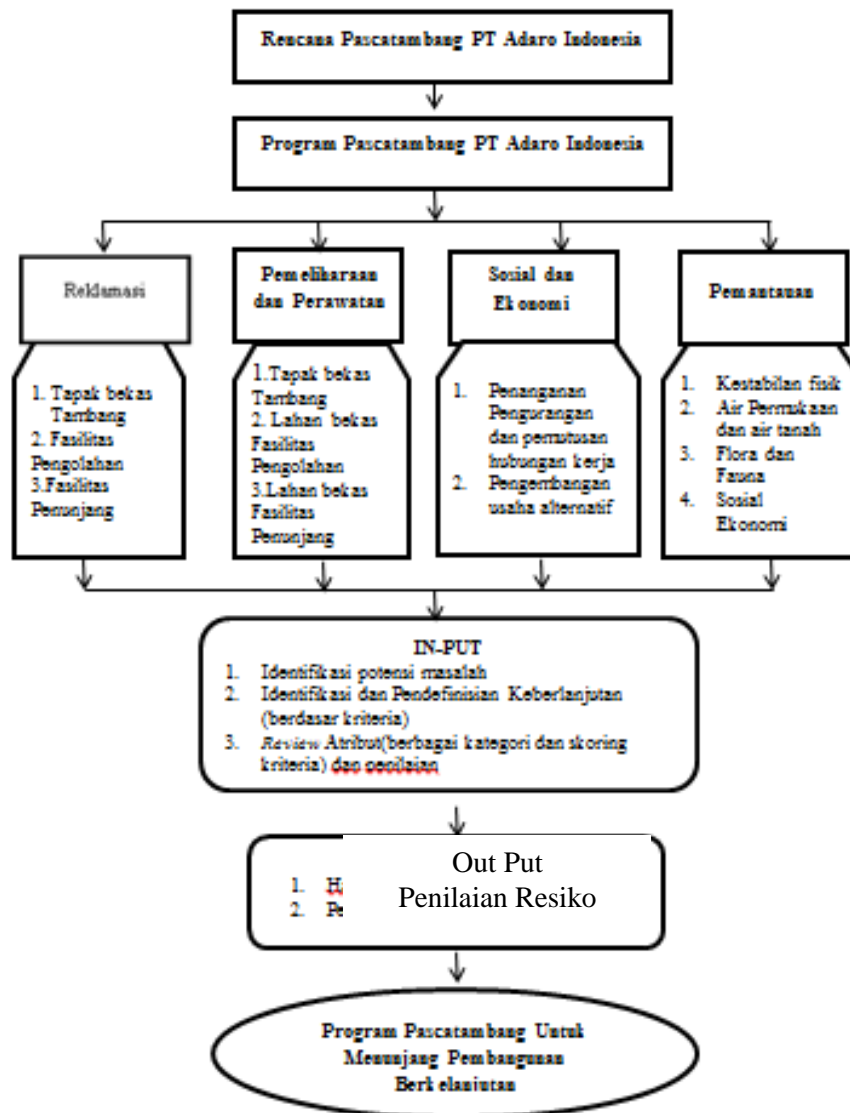 Rencana Pascatambang PT Adaro Indonesia
Program Pascatambang PT Adaro Indonesia
Reklamasi
1. Tapak bekas
Tambang
2. Fasilitas
Pengolahan
3.Fasilitas
Penunjang
Pemeliharaan
dan Perawatan
1.Tapak bekas
Tambang
2. Lahan bekas
Fasilitas
Pengolahan
3.Lahan bekas
Fasilitas
Penunjang
Sosial dan
Ekonomi
1. Penanganan
Pengurangan
dan pemutusan
hubungan kerja
2. Pengembangan
usaha alternatif
Pemantauan
1. Kestabilan fisik
2. Air Permukaan
dan air tanah
3. Flora dan
Fauna
4. Sosial
Ekonomi
IN-PUT
1. Identifikasi potensi masalah
2. Identifikasi dan Pendefinisian Keberlanjutan
(berdasar kriteria)
3. Review Atribut(berbagai kategori dan skoring
kriteria) dan penilaian
Out Put
Penilaian Resiko
1.
2.
Program Pascatambang Untuk
Menunjang Pembangunan
Berkelanjutan